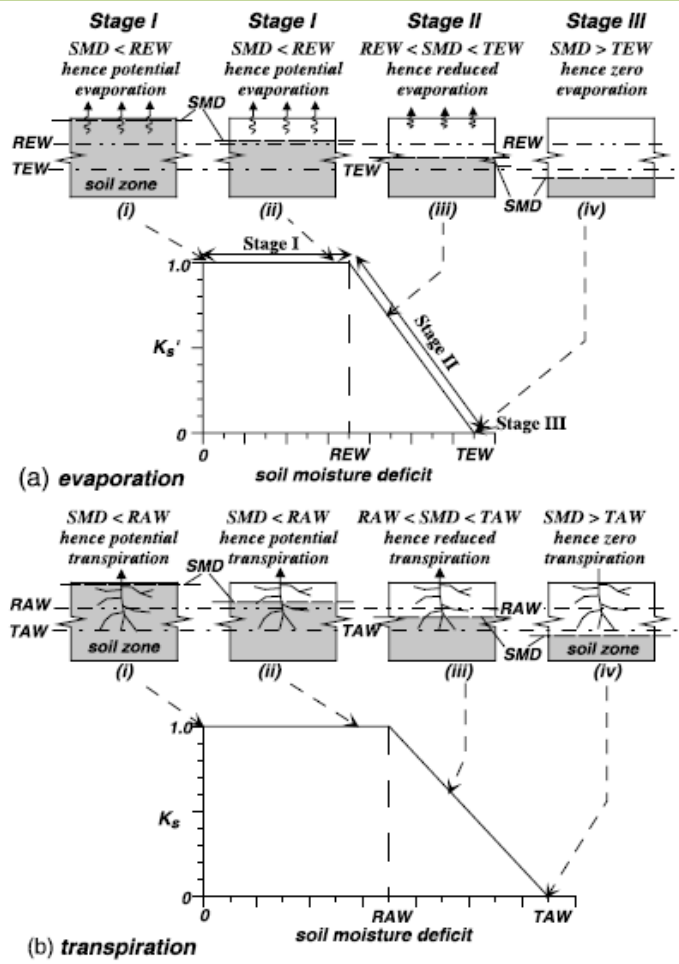 Stage I
Stage I
Stage II
Stage III
SMD < REW
hence potential
evaporation
SMD < REW
hence potential
evaporation
REW < SMD < TEW
hence reduced
evaporation
SMD > TEW
hence zero
evaporation
SMD
REW
REW
TEW
TEW
soil zone
SMD
(i)
(ii)
(iii)
(iv)
Stage I
1.0
Ks'
Stage II
Stage III
0
0
REW
TEW
soil moisture deficit
(a) evaporation
SMD < RAW
hence potential
transpiration
SMD < RAW
hence potential
transpiration
RAW < SMD < TAW
hence reduced
transpiration
SMD > TAW
hence zero
transpiration
SMD
RAW
RAW
TAW
TAW
soil zone
SMD
soil zone
(i)
(ii)
(iii)
(iv)
1.0
Ks
0
0
RAW
TAW
soil moisture deficit
(b) transpiration